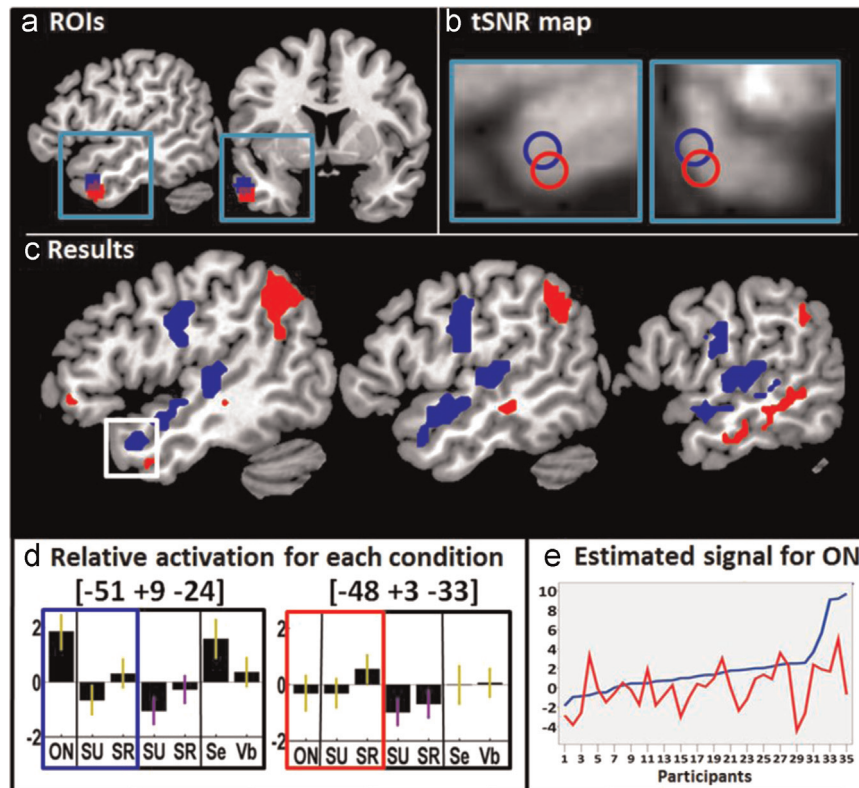 a ROIs
b tSNR map
c Results
d Relative activation for each condition
[-51 +9 -24]
[-48 +3 -33]
2
0
-2
ON SU SR SU SR Se Vb
2
0
-2
ON SU SR SU SR Se Vb
e Estimated signal for ON
10
8
6
4
2
0
-2
-4
1 3 5 7 9 11 13 15 17 19 21 23 25 27 29 31 33 35
Participants